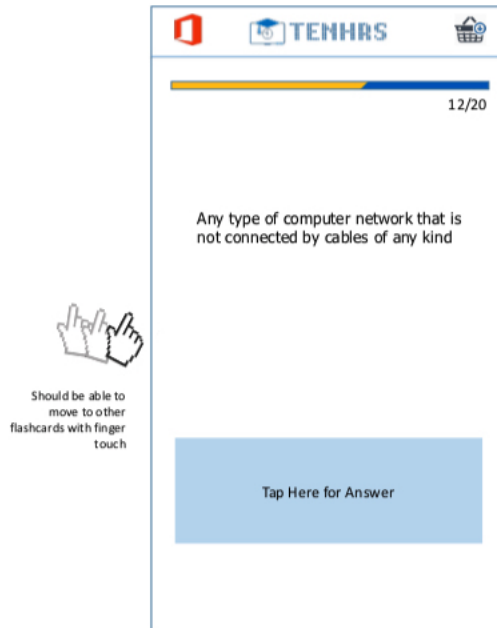 TENHRS
12/20
Any type of computer network that is
not connected by cables of any kind
Should be able to
move to other
flashcards with finger
touch
Tap Here for Answer